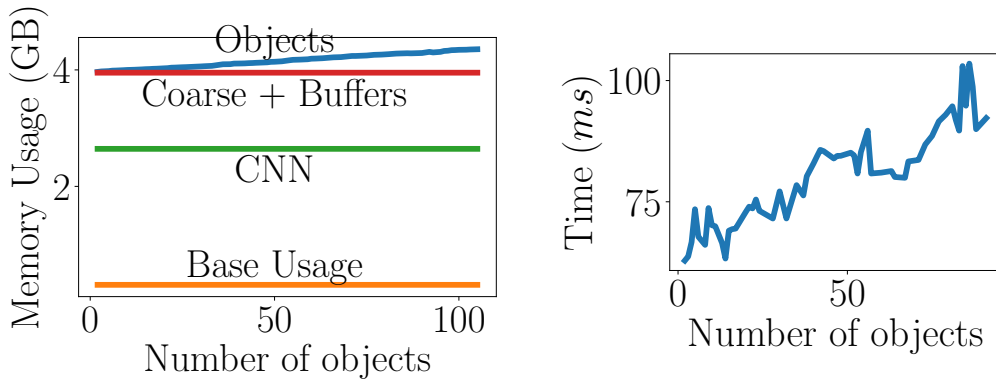 Memory Usage (GB)
4
2
Objects
Coarse + Buffers
CNN
Base Usage
0
50
100
Number of objects
Time (ms)
100
75
0
50
Number of objects